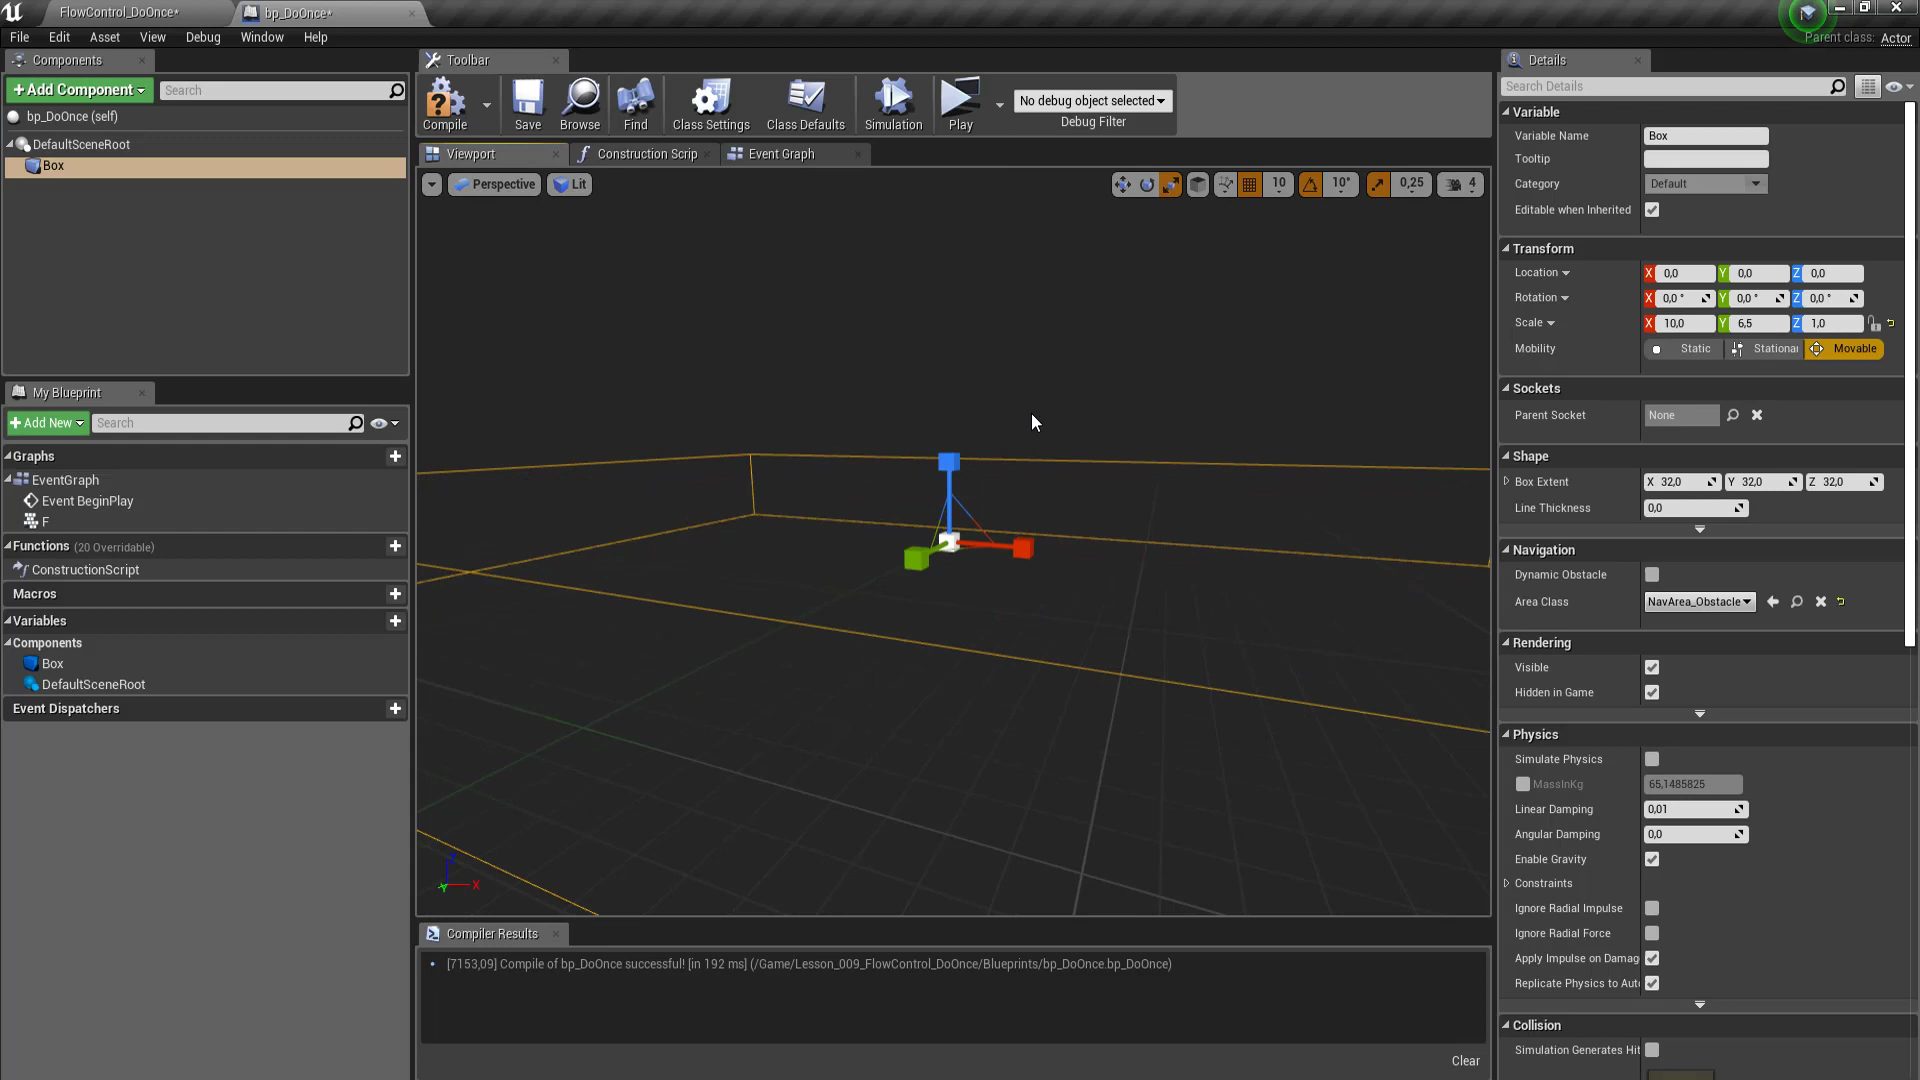 FlowControl_DoOnce*
bp_DoOnce*
Parent class: Actor
File Edit Asset View Debug Window Help
Components
Toolbar
Details
+Add Component
Search
Search Details
bp_DoOnce (self)
DefaultSceneRoot
Box
Compile
Save
Browse
Find
Class Settings
Class Defaults
Simulation
Play
No debug object selected
Debug Filter
Viewport
Construction Scrip
Event Graph
Perspective
Lit
10
10°
0,25
4
My Blueprint
+Add New
Search
Graphs
EventGraph
Event BeginPlay
F
Functions (20 Overridable)
ConstructionScript
Macros
Variables
Components
Box
DefaultSceneRoot
Event Dispatchers
Z
Y
X
Compiler Results
[7153,09] Compile of bp_DoOnce successful! [in 192 ms] (/Game/Lesson_009_FlowControl_DoOnce/Blueprints/bp_DoOnce.bp_DoOnce)
Clear
Variable
Variable Name Box
Tooltip
Category Default
Editable when Inherited
Transform
Location X 0,0 Y 0,0 Z 0,0
Rotation X 0,0 ° Y 0,0 ° Z 0,0 °
Scale X 10,0 Y 6,5 Z 1,0
Mobility Static Stationar Movable
Sockets
Parent Socket None
Shape
Box Extent X 32,0 Y 32,0 Z 32,0
Line Thickness 0,0
Navigation
Dynamic Obstacle
Area Class NavArea_Obstacle
Rendering
Visible
Hidden in Game
Physics
Simulate Physics
MassInKg 65,1485825
Linear Damping 0,01
Angular Damping 0,0
Enable Gravity
Constraints
Ignore Radial Impulse
Ignore Radial Force
Apply Impulse on Damag
Replicate Physics to Aut
Collision
Simulation Generates Hit